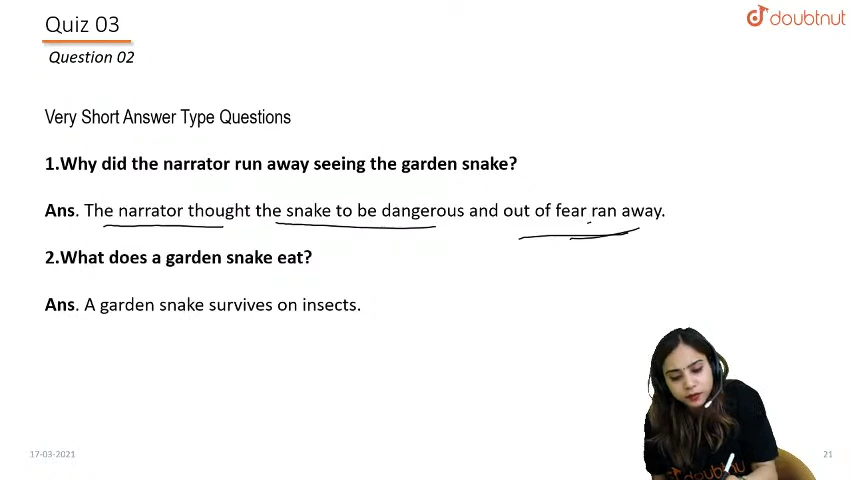 Quiz 03
doubtnut
Question 02
Very Short Answer Type Questions
1.Why did the narrator run away seeing the garden snake?
Ans. The narrator thought the snake to be dangerous and out of fear ran away.
2.What does a garden snake eat?
Ans. A garden snake survives on insects.
doubtnut
17-03-2021
21